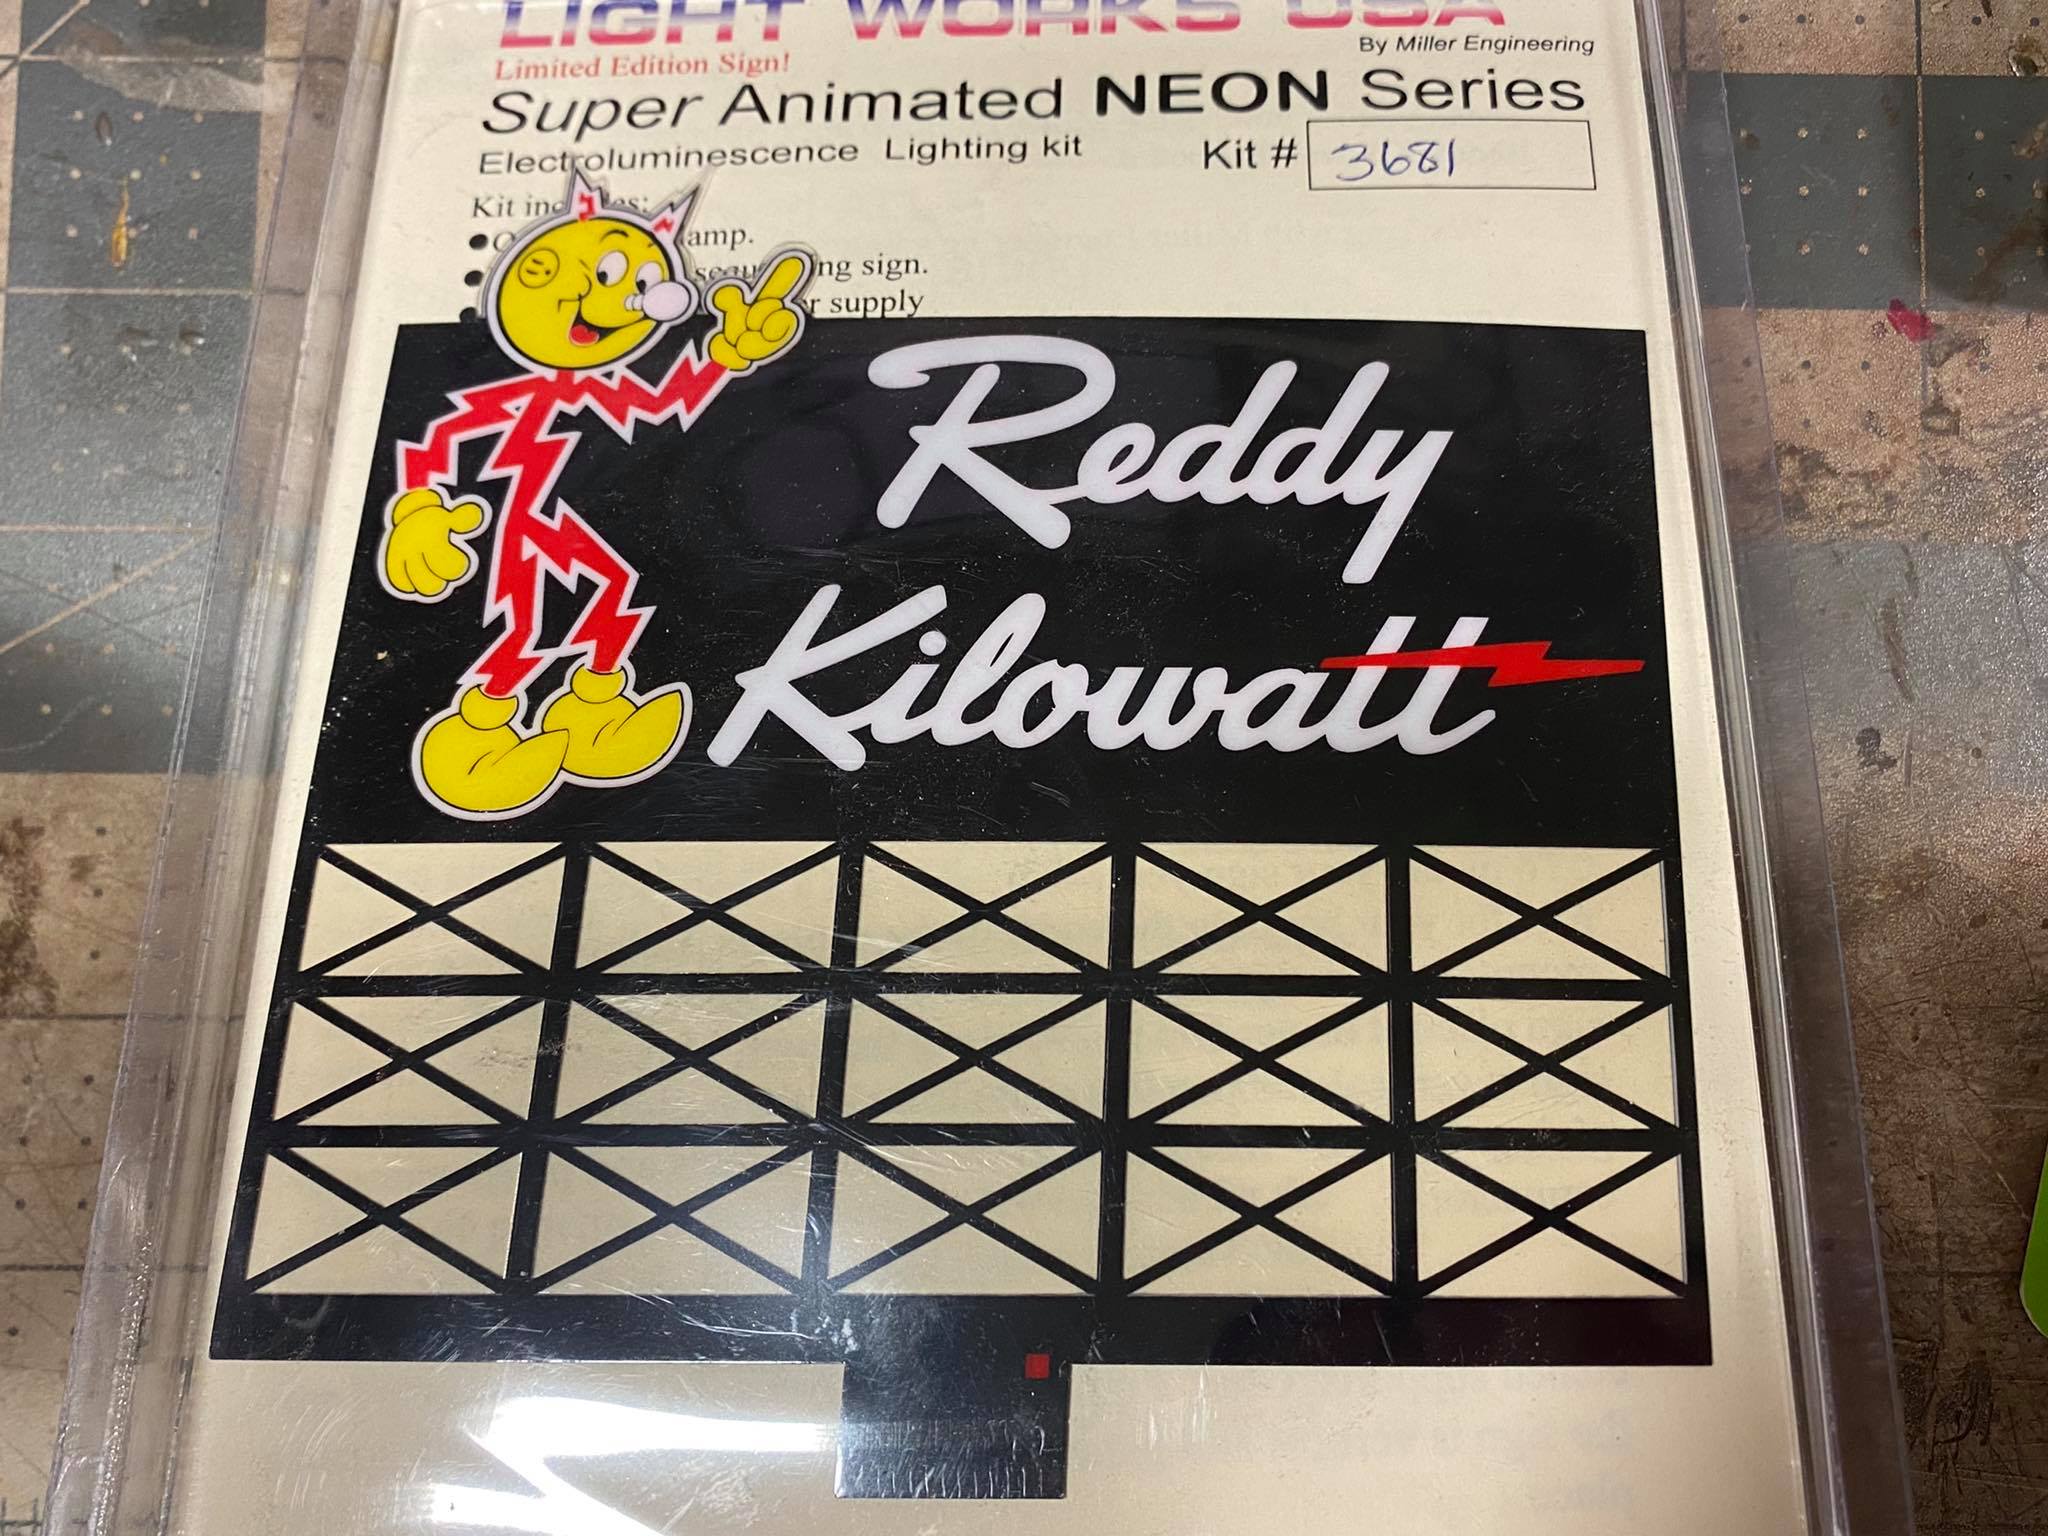 LIGHT WORKS USA
By Miller Engineering
Limited Edition Sign!
Super Animated NEON Series
Electroluminescence Lighting kit
Kit # 3681
Kit
amp.
sign.
supply
Reddy
Kilowatt